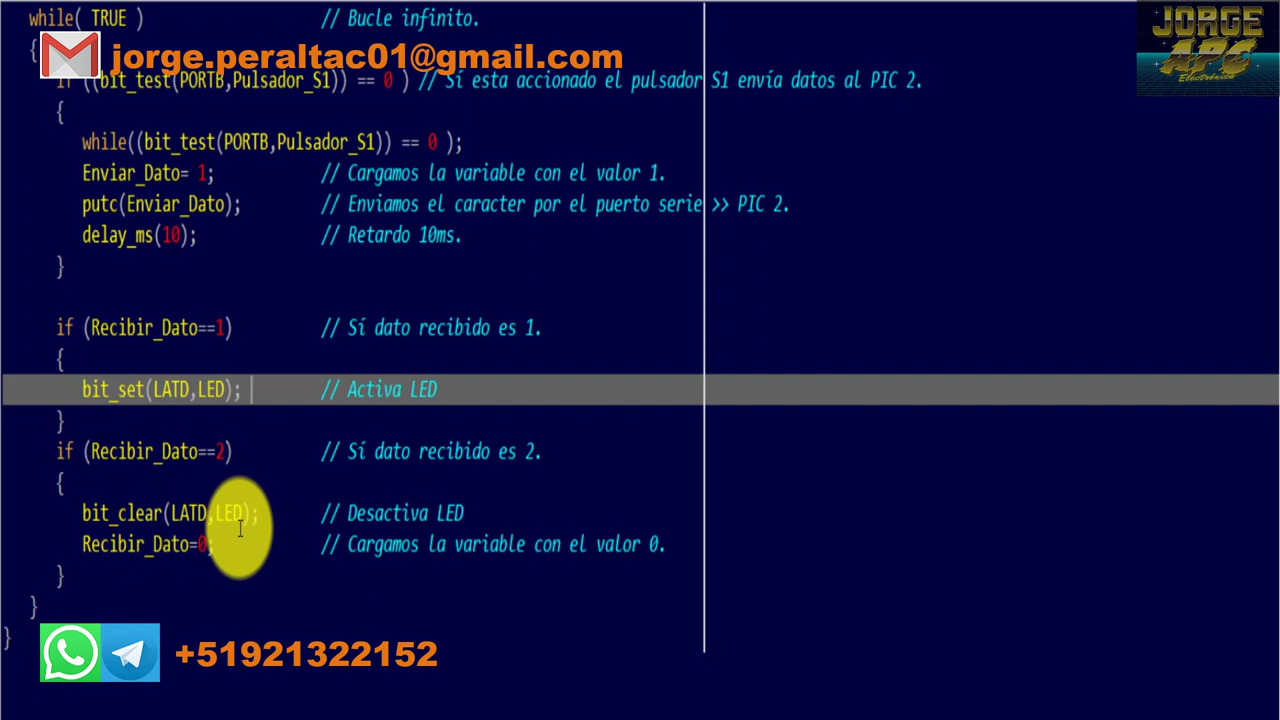 while( TRUE ) // Bucle infinito.
{
jorge.peraltac01@gmail.com
JORGE
APC
Electrónica
if ((bit_test(PORTB,Pulsador_S1)) == 0 ) // Sí esta accionado el pulsador S1 envía datos al PIC 2.
{
while((bit_test(PORTB,Pulsador_S1)) == 0 );
Enviar_Dato= 1; // Cargamos la variable con el valor 1.
putc(Enviar_Dato); // Enviamos el caracter por el puerto serie >> PIC 2.
delay_ms(10); // Retardo 10ms.
}
if (Recibir_Dato==1) // Sí dato recibido es 1.
{
bit_set(LATD,LED); // Activa LED
}
if (Recibir_Dato==2) // Sí dato recibido es 2.
{
bit_clear(LATD,LED); // Desactiva LED
Recibir_Dato=0; // Cargamos la variable con el valor 0.
}
}
}
+51921322152